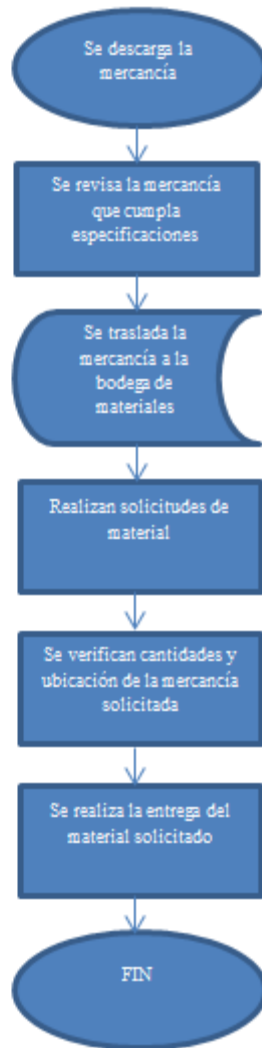 Se descarga la
mercancía
Se revisa la mercancía
que cumpla
especificaciones
Se traslada la
mercancía a la
bodega de
materiales
Realizan solicitudes de
material
Se verifican cantidades y
ubicación de la mercancía
solicitada
Se realiza la entrega del
material solicitado
FIN